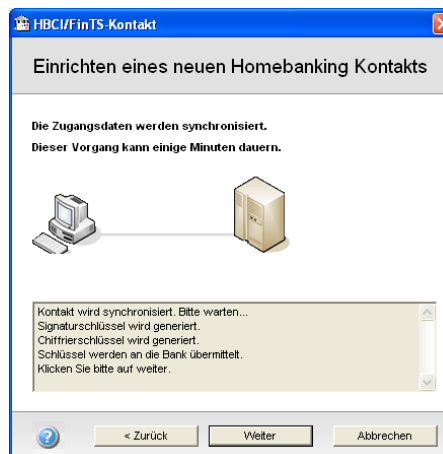 HBCI/FinTS-Kontakt
Einrichten eines neuen Homebanking Kontakts
Die Zugangsdaten werden synchronisiert.
Dieser Vorgang kann einige Minuten dauern.
Kontakt wird synchronisiert. Bitte warten...
Signaturschlüssel wird generiert.
Chiffrierschlüssel wird generiert.
Schlüssel werden an die Bank übermittelt.
Klicken Sie bitte auf weiter.
< Zurück
Weiter
Abbrechen